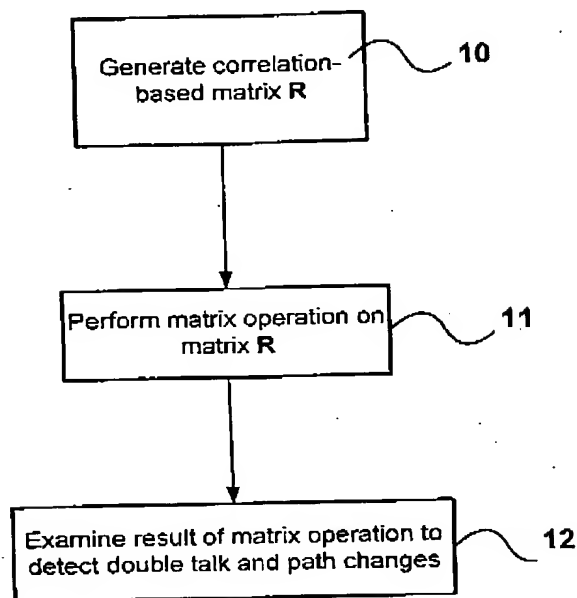 Generate correlation-
based matrix R
10
Perform matrix operation on
matrix R
11
Examine result of matrix operation to
detect double talk and path changes
12